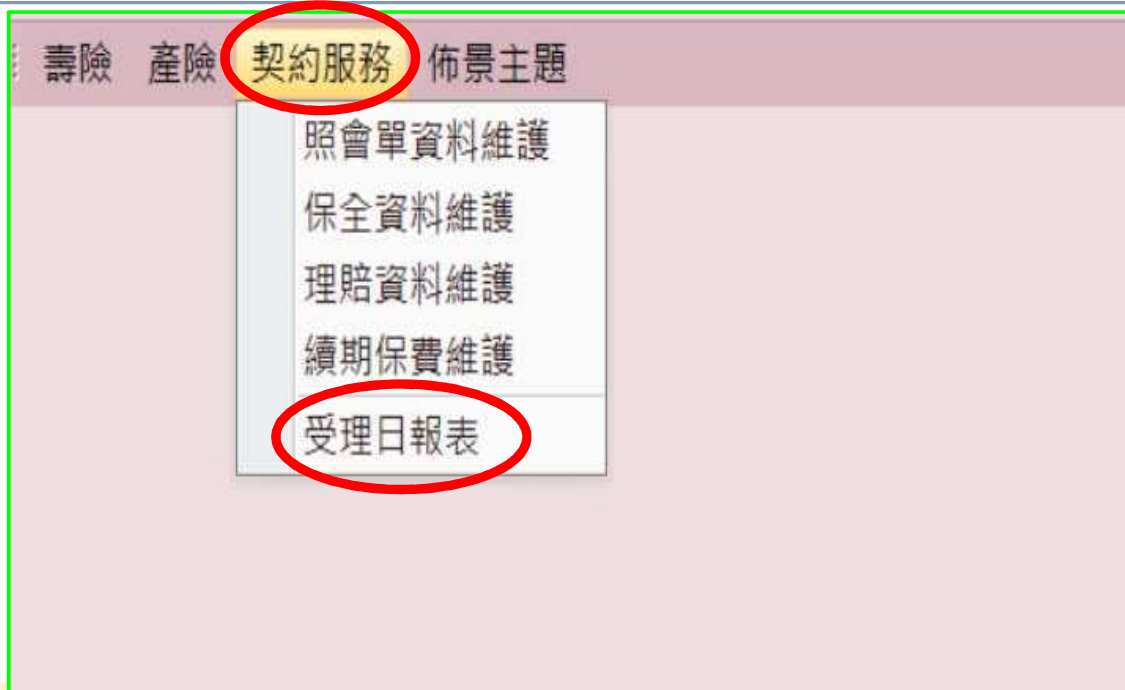 壽險 產險 契約服務 佈景主題
照會單資料維護
保全資料維護
理賠資料維護
續期保費維護
受理日報表